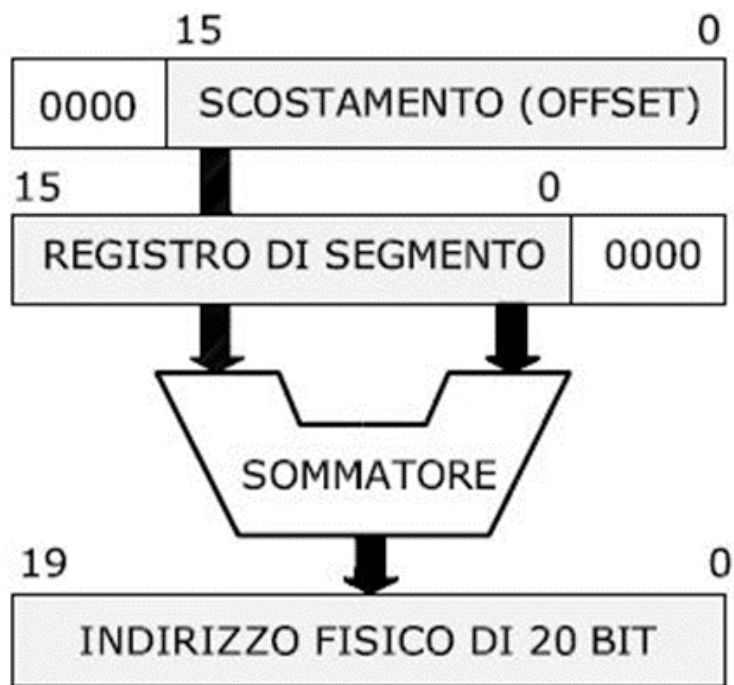 15 0
0000 SCOSTAMENTO (OFFSET)
15 0
REGISTRO DI SEGMENTO 0000
SOMMATORE
19 0
INDIRIZZO FISICO DI 20 BIT